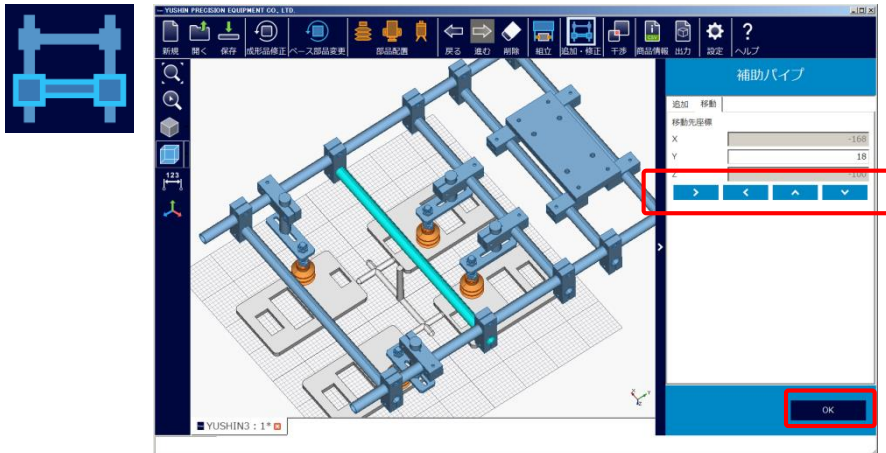 YUSHIN PRECISION EQUIPMENT CO., LTD.
新規 開く 保存 成形品修正 ベース部品変更 部品配置 戻る 進む 削除 組立 追加・修正 干渉 商品情報 出力 設定 ヘルプ
CSV
補助パイプ
追加 移動
移動先座標
X -168
Y 18
Z -100
123
OK
YUSHIN3 : 1*